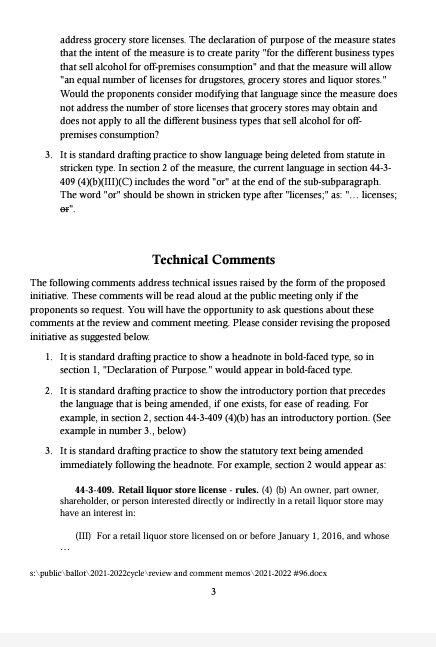 address grocery store licenses. The declaration of purpose of the measure states
that the intent of the measure is to create parity "for the different business types
that sell alcohol for off-premises consumption" and that the measure will allow
"an equal number of licenses for drugstores, grocery stores and liquor stores."
Would the proponents consider modifying that language since the measure does
not address the number of store licenses that grocery stores may obtain and
does not apply to all the different business types that sell alcohol for off-
premises consumption?
3. It is standard drafting practice to show language being deleted from statute in
stricken type. In section 2 of the measure, the current language in section 44-3-
409 (4)(b)(III)(C) includes the word "or" at the end of the sub-subparagraph.
The word "or" should be shown in stricken type after "licenses;" as: "... licenses;
or".
Technical Comments
The following comments address technical issues raised by the form of the proposed
initiative. These comments will be read aloud at the public meeting only if the
proponents so request. You will have the opportunity to ask questions about these
comments at the review and comment meeting. Please consider revising the proposed
initiative as suggested below.
1. It is standard drafting practice to show a headnote in bold-faced type, so in
section 1, "Declaration of Purpose." would appear in bold-faced type.
2. It is standard drafting practice to show the introductory portion that precedes
the language that is being amended, if one exists, for ease of reading. For
example, in section 2, section 44-3-409 (4)(b) has an introductory portion. (See
example in number 3., below)
3. It is standard drafting practice to show the statutory text being amended
immediately following the headnote. For example, section 2 would appear as:
44-3-409. Retail liquor store license - rules. (4) (b) An owner, part owner,
shareholder, or person interested directly or indirectly in a retail liquor store may
have an interest in:
(III) For a retail liquor store licensed on or before January 1, 2016, and whose
...
s:\public\ballot\2021-2022cycle\review and comment memos\2021-2022 #96.docx
3